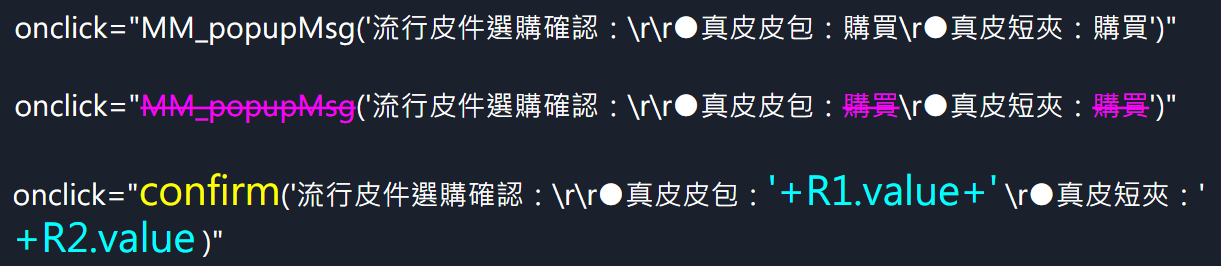 onclick="MM_popupMsg('流行皮件選購確認：\r\r●真皮皮包：購買\r●真皮短夾：購買')"
onclick="MM_popupMsg('流行皮件選購確認：\r\r●真皮皮包：購買\r●真皮短夾：購買')"
onclick="confirm('流行皮件選購確認：\r\r●真皮皮包：'+R1.value+' \r●真皮短夾：'
+R2.value )"